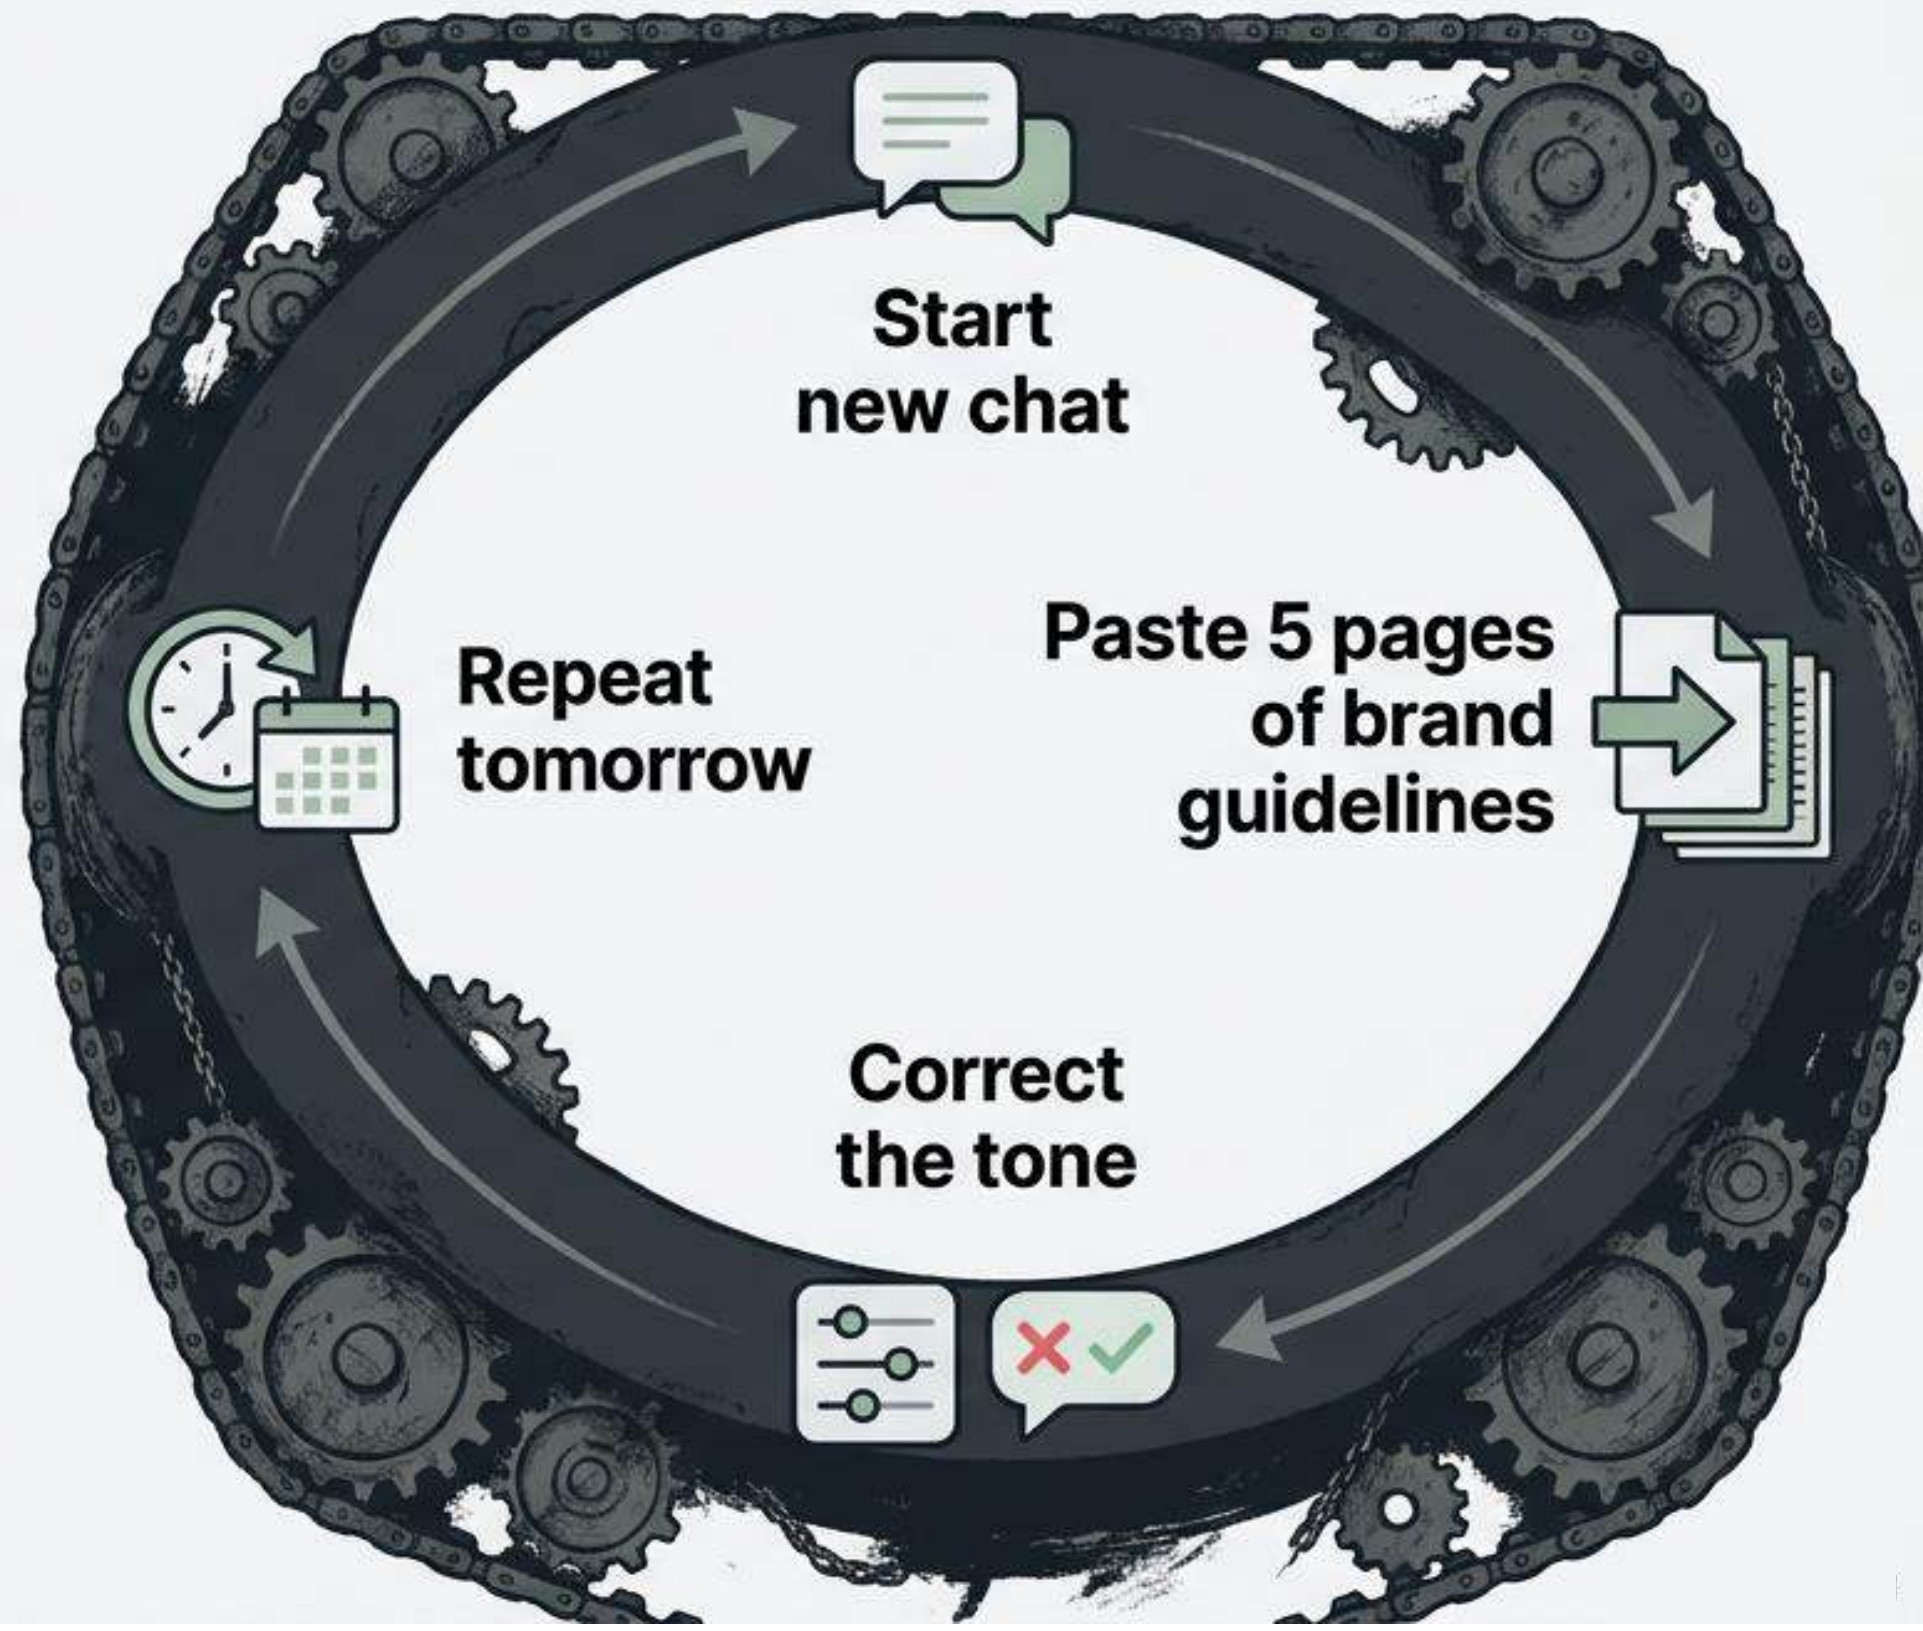 Start
new chat
Paste 5 pages
of brand
guidelines
Repeat
tomorrow
Correct
the tone